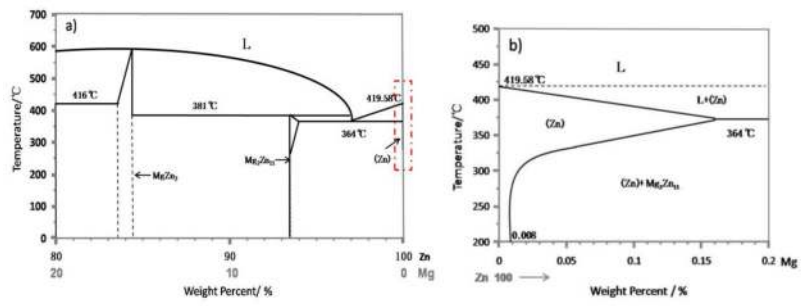 a)
L
700
600
500
400
300
200
100
0
Temperature/℃
416℃
381℃
419.58℃
364℃
(Zn)
MgZn₂
Mg₂Zn₁₁
80 90 100 Zn
20 10 0 Mg
Weight Percent/ %
b)
L
500
450
400
350
300
250
200
Temperature/℃
419.58℃
L+(Zn)
(Zn)
364℃
(Zn)+ Mg₂Zn₁₁
0.008
0 0.05 0.1 0.15 0.2 Mg
Zn 100 →
Weight Percent / %